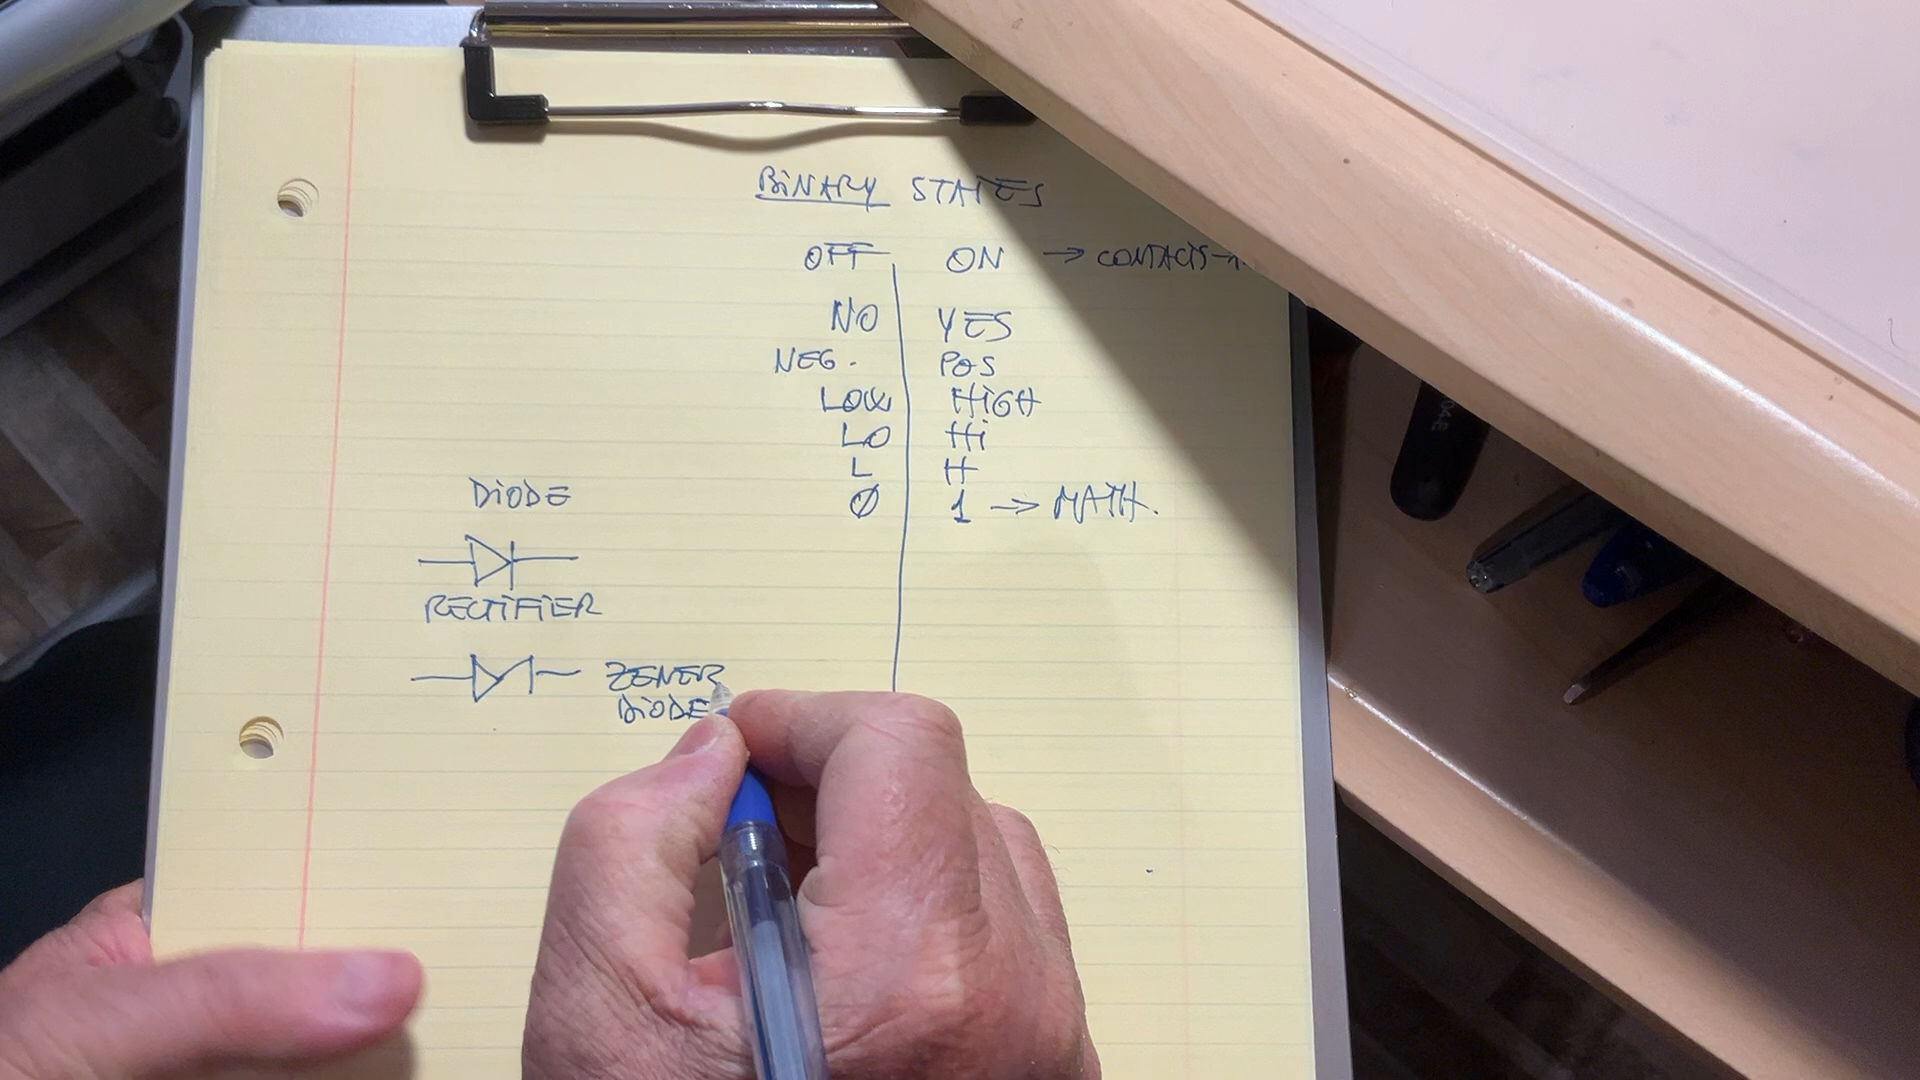 BiNARY STATES
OFF ON → CONTACTS →
NO YES
NEG. POS
LOW HiGH
LO Hi
L H
Ø 1 → MATH.
DiODE
RECTiFiER
ZENER
DiODE